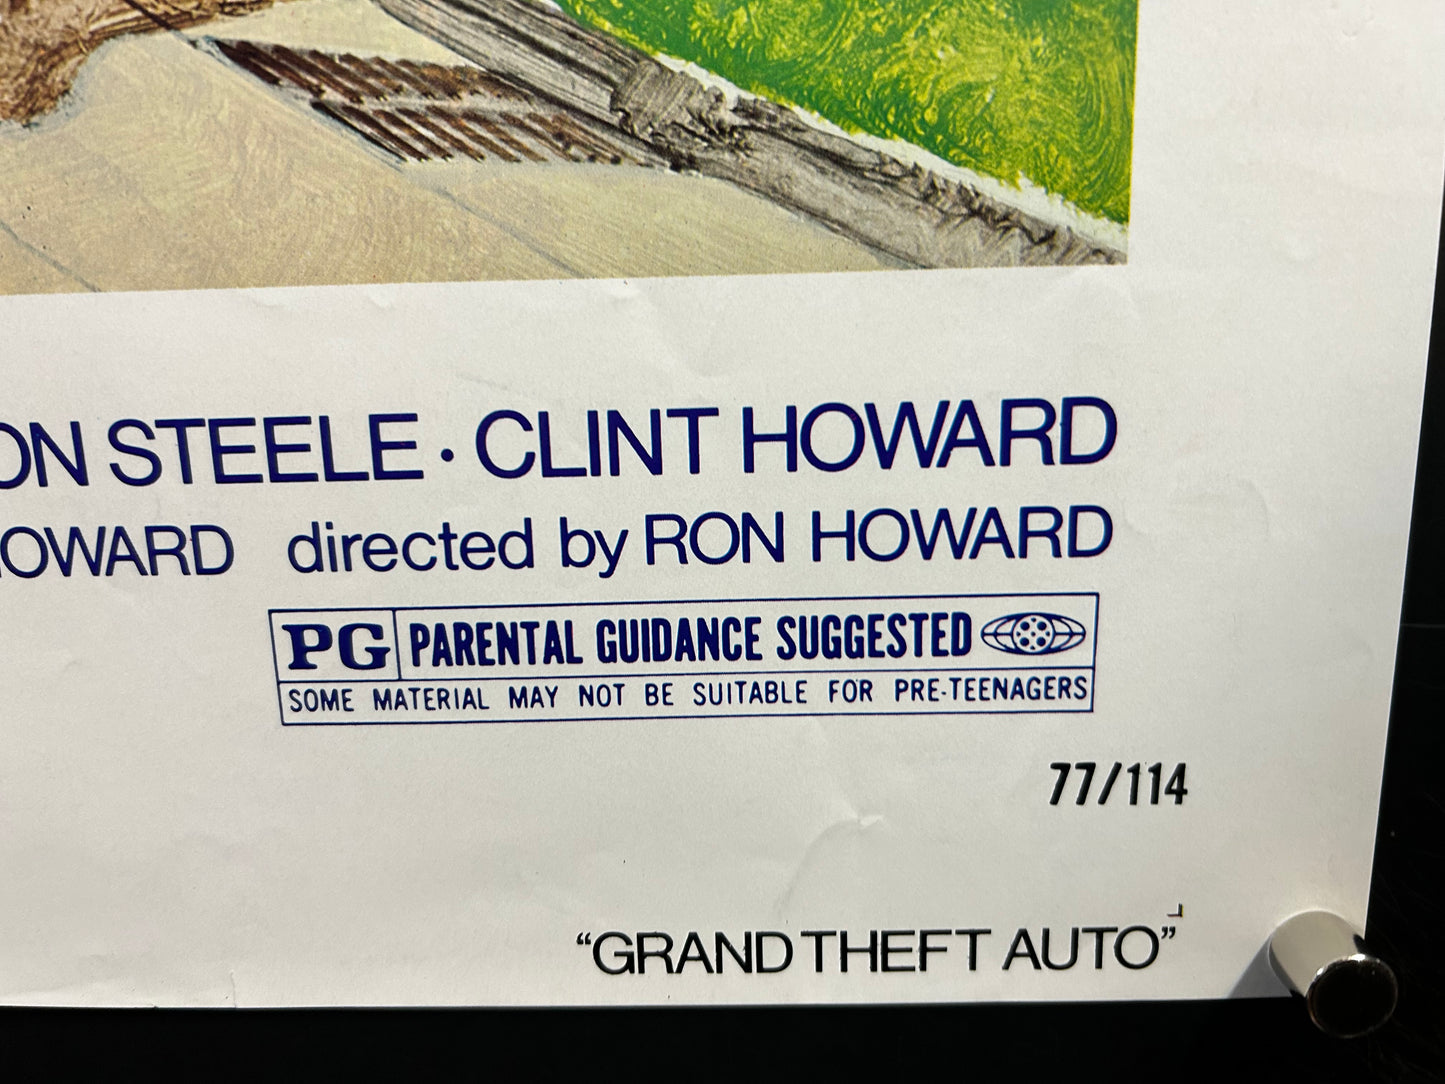 ON STEELE · CLINT HOWARD
OWARD directed by RON HOWARD
PG PARENTAL GUIDANCE SUGGESTED
SOME MATERIAL MAY NOT BE SUITABLE FOR PRE-TEENAGERS
77/114
“GRAND THEFT AUTO”